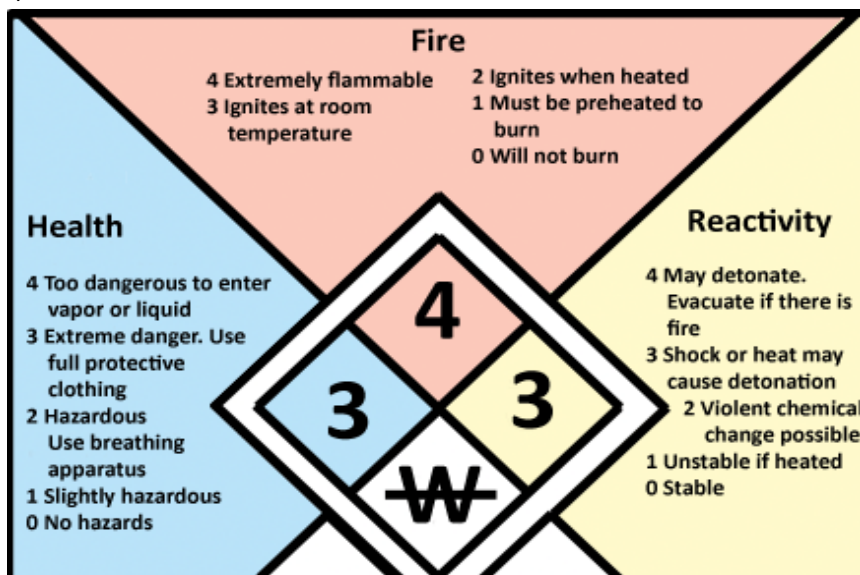 Fire
4 Extremely flammable
3 Ignites at room
temperature
2 Ignites when heated
1 Must be preheated to
burn
0 Will not burn
Health
4 Too dangerous to enter
vapor or liquid
3 Extreme danger. Use
full protective
clothing
2 Hazardous
Use breathing
apparatus
1 Slightly hazardous
0 No hazards
4
3
3
W
Reactivity
4 May detonate.
Evacuate if there is
fire
3 Shock or heat may
cause detonation
2 Violent chemical
change possible
1 Unstable if heated
0 Stable